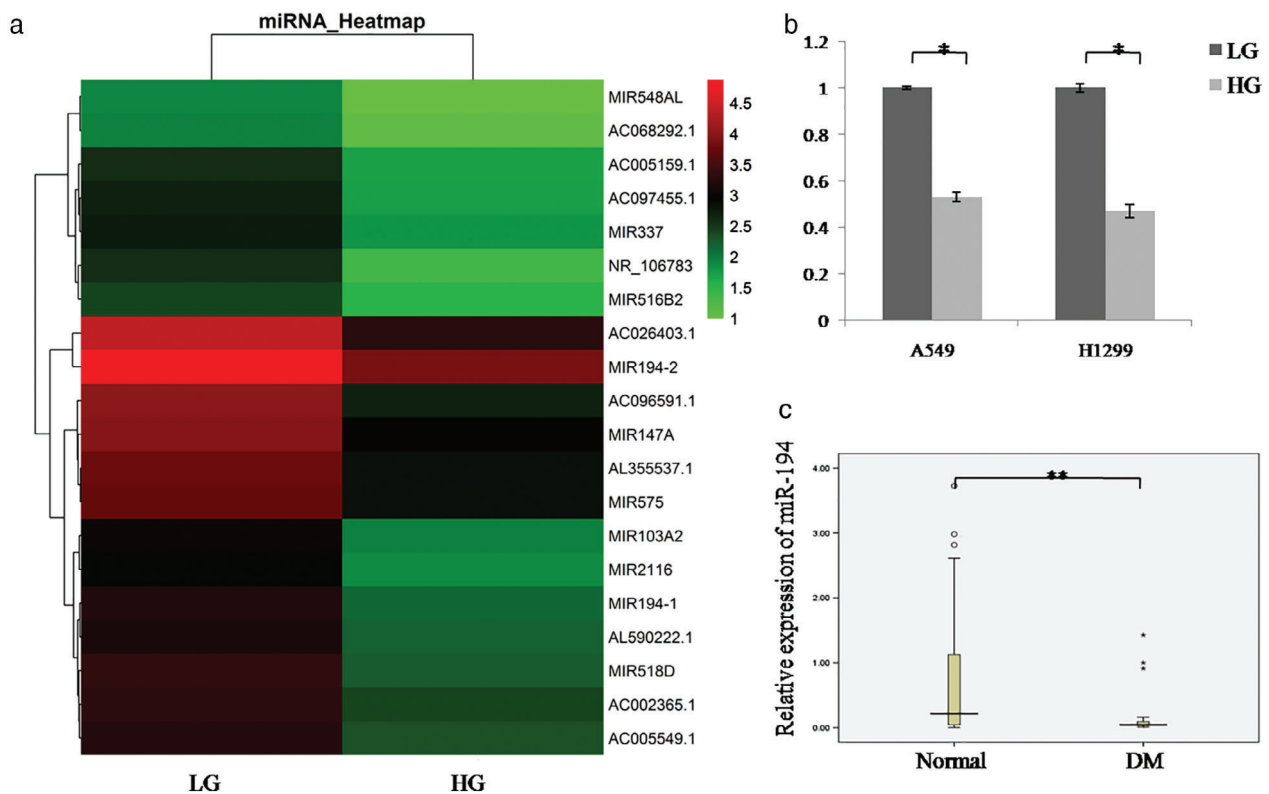 a
miRNA_Heatmap
MIR548AL
AC068292.1
AC005159.1
AC097455.1
MIR337
NR_106783
MIR516B2
AC026403.1
MIR194-2
AC096591.1
MIR147A
AL355537.1
MIR575
MIR103A2
MIR2116
MIR194-1
AL590222.1
MIR518D
AC002365.1
AC005549.1
4.5
4
3.5
3
2.5
2
1.5
1
LG
HG
b
1.2
1
0.8
0.6
0.4
0.2
0
*
*
A549
H1299
LG
HG
c
Relative expression of miR-194
4.00
3.00
2.00
1.00
0.00
**
Normal
DM